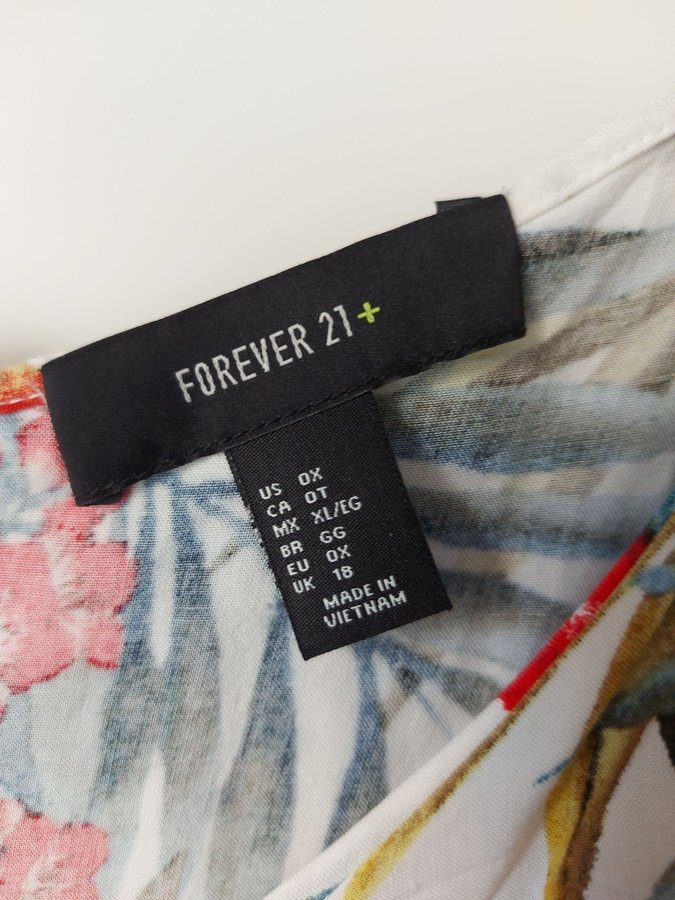 FOREVER 21+
US 0X
CA 0T
MX XL/EG
BR GG
EU 0X
UK 18
MADE IN
VIETNAM